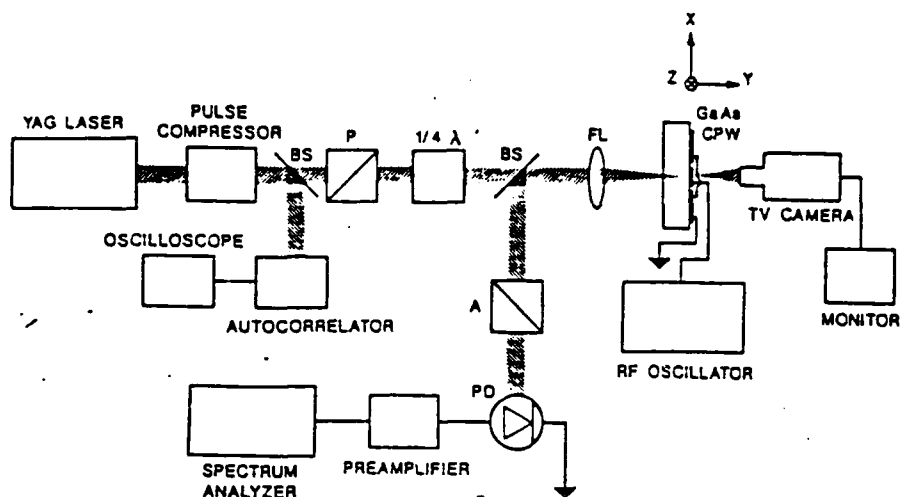 X
Z
Y
GaAs
CPW
YAG LASER
PULSE
COMPRESSOR
BS
P
1/4 λ
BS
FL
TV CAMERA
OSCILLOSCOPE
AUTOCORRELATOR
A
MONITOR
RF OSCILLATOR
PD
SPECTRUM
ANALYZER
PREAMPLIFIER